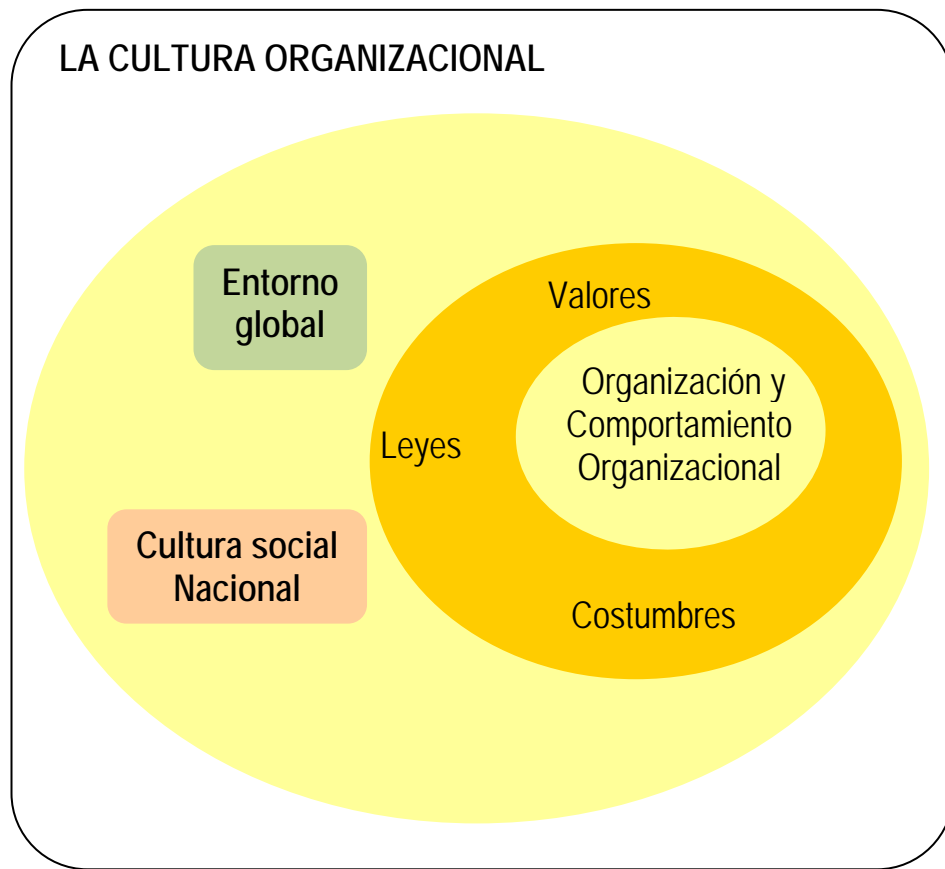 LA CULTURA ORGANIZACIONAL
Entorno
global
Valores
Organización y
Comportamiento
Organizacional
Leyes
Cultura social
Nacional
Costumbres